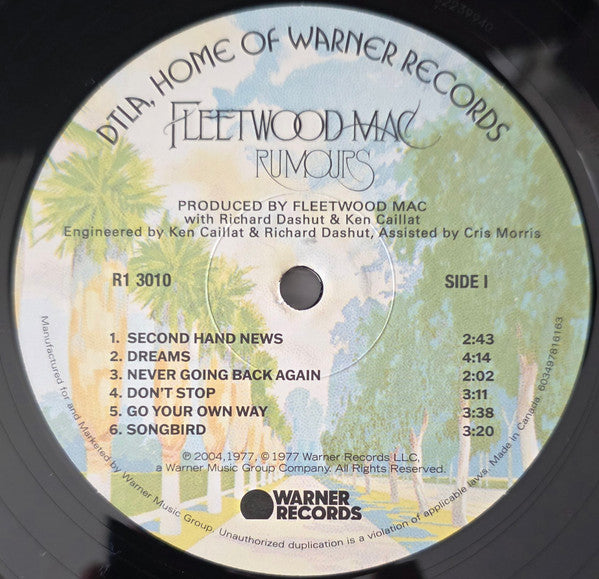 DTLA, HOME OF WARNER RECORDS
FLEETWOOD MAC
RUMOURS
PRODUCED BY FLEETWOOD MAC
with Richard Dashut & Ken Caillat
Engineered by Ken Caillat & Richard Dashut, Assisted by Cris Morris
R1 3010
SIDE I
1. SECOND HAND NEWS 2:43
2. DREAMS 4:14
3. NEVER GOING BACK AGAIN 2:02
4. DON'T STOP 3:11
5. GO YOUR OWN WAY 3:38
6. SONGBIRD 3:20
℗ 2004, 1977, © 1977 Warner Records LLC,
a Warner Music Group Company. All Rights Reserved.
WARNER
RECORDS
Manufactured for and Marketed by Warner Music Group. Unauthorized duplication is a violation of applicable laws. Made in Canada. 603497816163